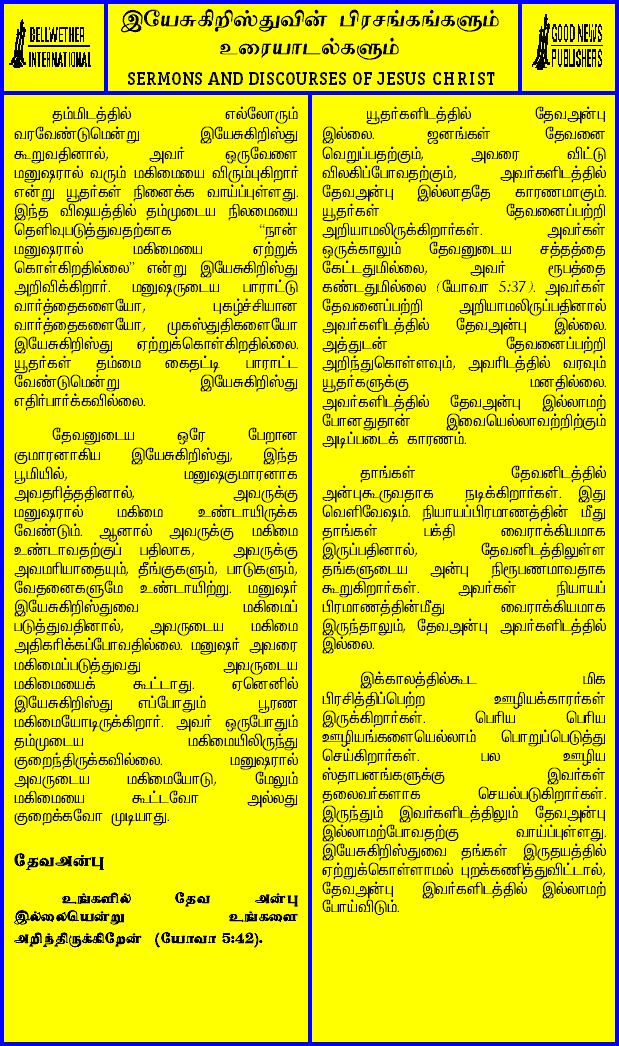 BELLWETHER
INTERNATIONAL
இயேசுகிறிஸ்துவின் பிரசங்கங்களும்
உரையாடல்களும்
SERMONS AND DISCOURSES OF JESUS CHRIST
GOOD NEWS
PUBLISHERS
தம்மிடத்தில் எல்லோரும்
வரவேண்டுமென்று இயேசுகிறிஸ்து
கூறுவதினால், அவர் ஒருவேளை
மனுஷரால் வரும் மகிமையை விரும்புகிறார்
என்று யூதர்கள் நினைக்க வாய்ப்புள்ளது.
இந்த விஷயத்தில் தம்முடைய நிலமையை
தெளிவுபடுத்துவதற்காக “நான்
மனுஷரால் மகிமையை ஏற்றுக்
கொள்கிறதில்லை” என்று இயேசுகிறிஸ்து
அறிவிக்கிறார். மனுஷருடைய பாராட்டு
வார்த்தைகளையோ, புகழ்ச்சியான
வார்த்தைகளையோ, முகஸ்துதிகளையோ
இயேசுகிறிஸ்து ஏற்றுக்கொள்கிறதில்லை.
யூதர்கள் தம்மை கைதட்டி பாராட்ட
வேண்டுமென்று இயேசுகிறிஸ்து
எதிர்பார்க்கவில்லை.
தேவனுடைய ஒரே பேறான
குமாரனாகிய இயேசுகிறிஸ்து, இந்த
பூமியில், மனுஷகுமாரனாக
அவதரித்ததினால், அவருக்கு
மனுஷரால் மகிமை உண்டாயிருக்க
வேண்டும். ஆனால் அவருக்கு மகிமை
உண்டாவதற்குப் பதிலாக, அவருக்கு
அவமரியாதையும், தீங்குகளும், பாடுகளும்,
வேதனைகளுமே உண்டாயிற்று. மனுஷர்
இயேசுகிறிஸ்துவை மகிமைப்
படுத்துவதினால், அவருடைய மகிமை
அதிகரிக்கப்போவதில்லை. மனுஷர் அவரை
மகிமைப்படுத்துவது அவருடைய
மகிமையைக் கூட்டாது. ஏனெனில்
இயேசுகிறிஸ்து எப்போதும் பூரண
மகிமையோடிருக்கிறார். அவர் ஒருபோதும்
தம்முடைய மகிமையிலிருந்து
குறைந்திருக்கவில்லை. மனுஷரால்
அவருடைய மகிமையோடு, மேலும்
மகிமையை கூட்டவோ அல்லது
குறைக்கவோ முடியாது.
தேவஅன்பு
உங்களில் தேவ அன்பு
இல்லையென்று உங்களை
அறிந்திருக்கிறேன் (யோவா 5:42).
யூதர்களிடத்தில் தேவஅன்பு
இல்லை. ஜனங்கள் தேவனை
வெறுப்பதற்கும், அவரை விட்டு
விலகிப்போவதற்கும், அவர்களிடத்தில்
தேவஅன்பு இல்லாததே காரணமாகும்.
யூதர்கள் தேவனைப்பற்றி
அறியாமலிருக்கிறார்கள். அவர்கள்
ஒருக்காலும் தேவனுடைய சத்தத்தை
கேட்டதுமில்லை, அவர் ரூபத்தை
கண்டதுமில்லை (யோவா 5:37). அவர்கள்
தேவனைப்பற்றி அறியாமலிருப்பதினால்
அவர்களிடத்தில் தேவஅன்பு இல்லை.
அத்துடன் தேவனைப்பற்றி
அறிந்துகொள்ளவும், அவரிடத்தில் வரவும்
யூதர்களுக்கு மனதில்லை.
அவர்களிடத்தில் தேவஅன்பு இல்லாமற்
போனதுதான் இவையெல்லாவற்றிற்கும்
அடிப்படைக் காரணம்.
தாங்கள் தேவனிடத்தில்
அன்புகூருவதாக நடிக்கிறார்கள். இது
வெளிவேஷம். நியாயப்பிரமாணத்தின் மீது
தாங்கள் பக்தி வைராக்கியமாக
இருப்பதினால், தேவனிடத்திலுள்ள
தங்களுடைய அன்பு நிரூபணமாவதாக
கூறுகிறார்கள். அவர்கள் நியாயப்
பிரமாணத்தின்மீது வைராக்கியமாக
இருந்தாலும், தேவஅன்பு அவர்களிடத்தில்
இல்லை.
இக்காலத்தில்கூட மிக
பிரசித்திப்பெற்ற ஊழியக்காரர்கள்
இருக்கிறார்கள். பெரிய பெரிய
ஊழியங்களையெல்லாம் பொறுப்பெடுத்து
செய்கிறார்கள். பல ஊழிய
ஸ்தாபனங்களுக்கு இவர்கள்
தலைவர்களாக செயல்படுகிறார்கள்.
இருந்தும் இவர்களிடத்திலும் தேவஅன்பு
இல்லாமற்போவதற்கு வாய்ப்புள்ளது.
இயேசுகிறிஸ்துவை தங்கள் இருதயத்தில்
ஏற்றுக்கொள்ளாமல் புறக்கணித்துவிட்டால்,
தேவஅன்பு இவர்களிடத்தில் இல்லாமற்
போய்விடும்.